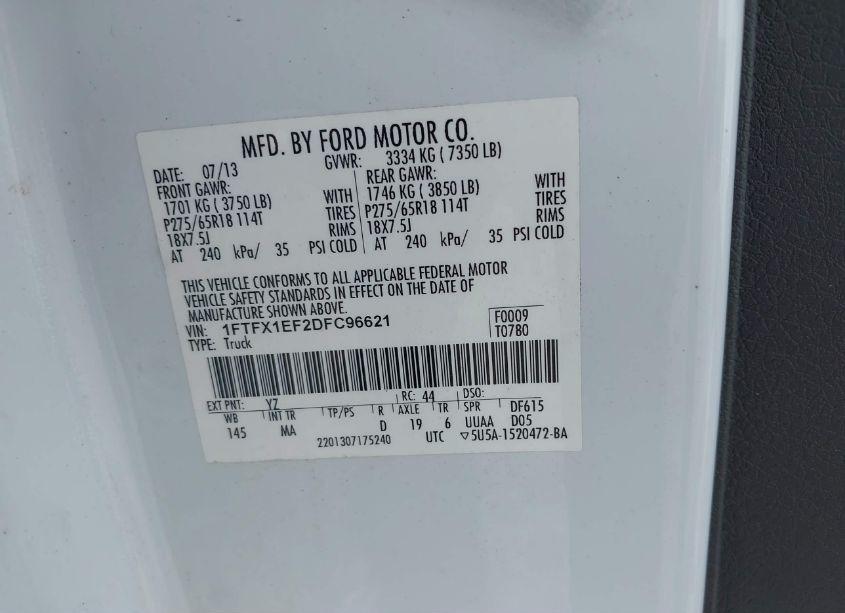 MFD. BY FORD MOTOR CO.
DATE: 07/13 GVWR: 3334 KG ( 7350 LB)
FRONT GAWR: REAR GAWR:
1701 KG ( 3750 LB) WITH 1746 KG ( 3850 LB) WITH
P275/65R18 114T TIRES P275/65R18 114T TIRES
18X7.5J RIMS 18X7.5J RIMS
AT 240 kPa/ 35 PSI COLD AT 240 kPa/ 35 PSI COLD
THIS VEHICLE CONFORMS TO ALL APPLICABLE FEDERAL MOTOR
VEHICLE SAFETY STANDARDS IN EFFECT ON THE DATE OF
MANUFACTURE SHOWN ABOVE.
VIN: 1FTFX1EF2DFC96621 F0009
TYPE: Truck T0780
EXT PNT: YZ RC: 44 DSO:
WB INT TR TP/PS R AXLE TR SPR DF615
145 MA D 19 6 UUAA D05
2201307175240 UTC ▽5U5A-1520472-BA